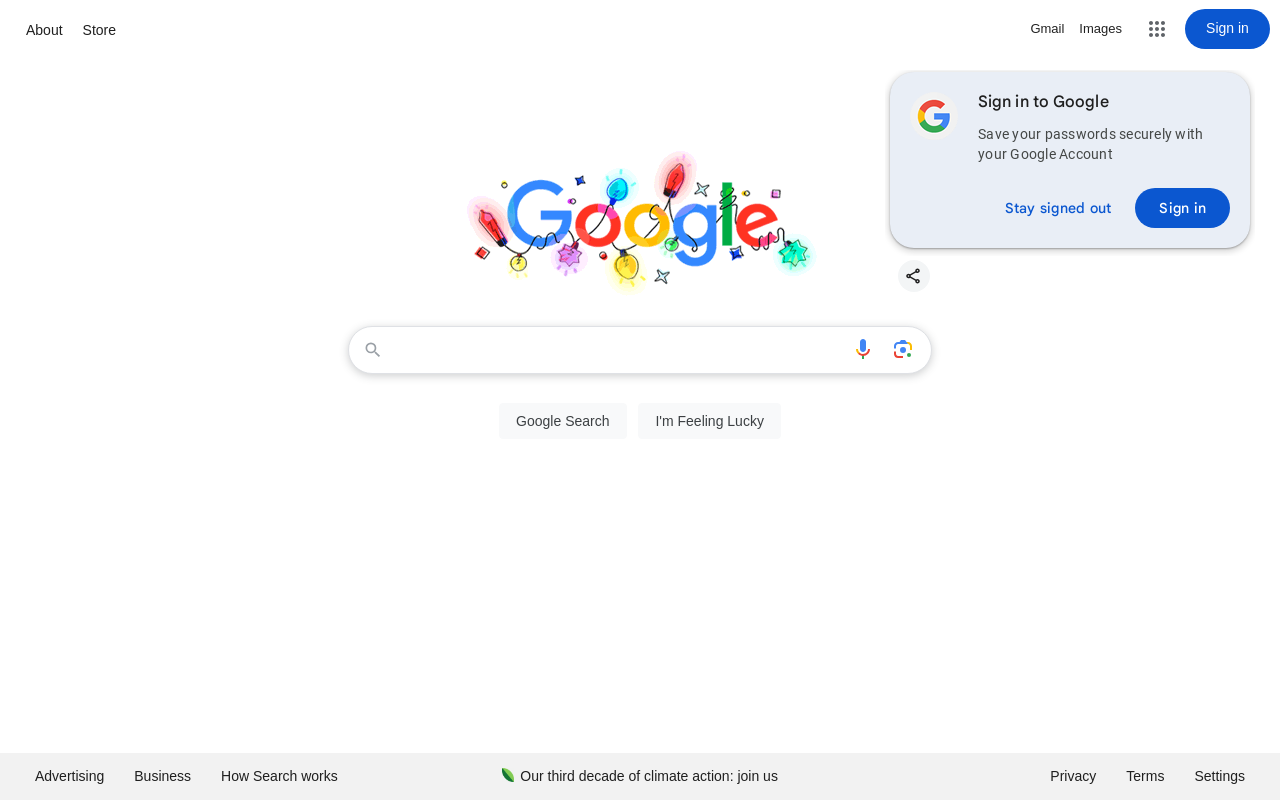 About Store
Gmail Images Sign in
Sign in to Google
Save your passwords securely with
your Google Account
Stay signed out Sign in
Google
Google Search I'm Feeling Lucky
Advertising Business How Search works Our third decade of climate action: join us Privacy Terms Settings